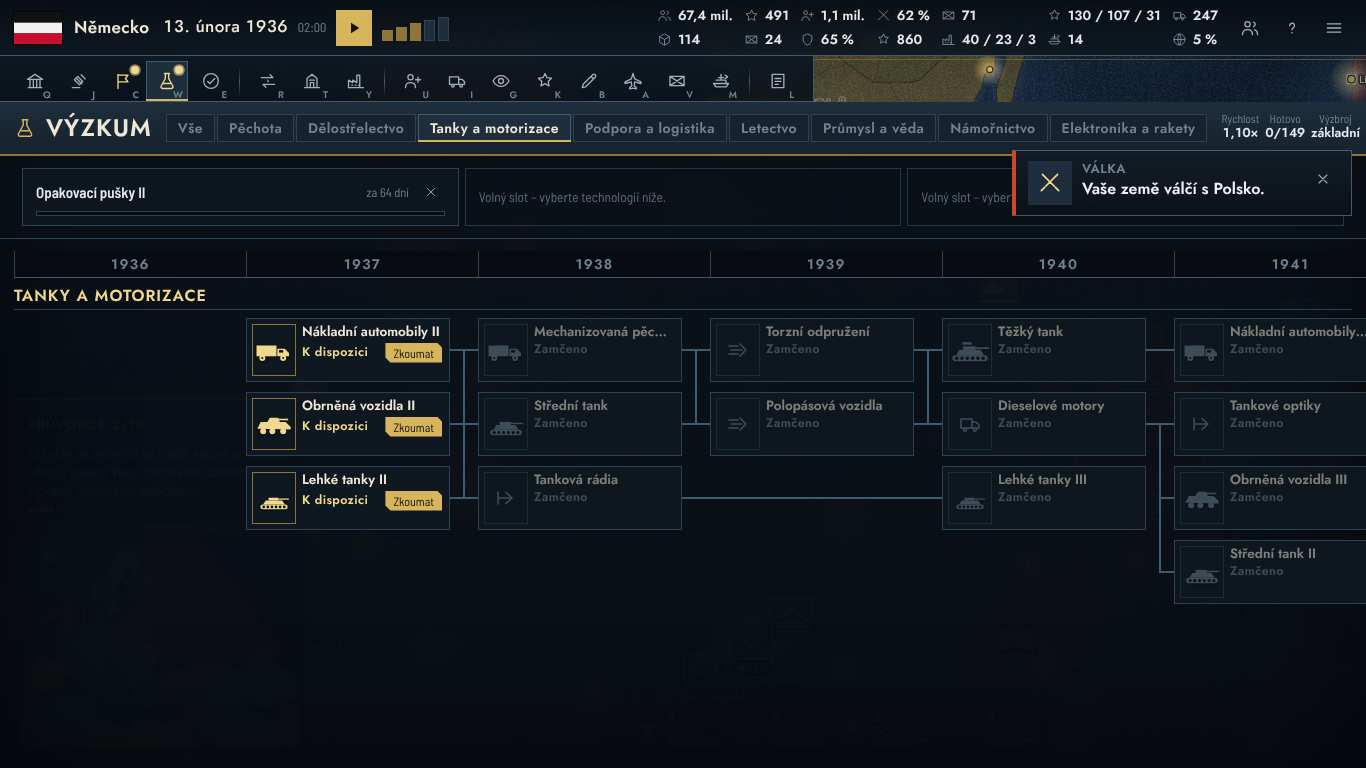 Německo 13. února 1936 02:00
67,4 mil. 491 1,1 mil. 62 % 71 130 / 107 / 31 247
114 24 65 % 860 40 / 23 / 3 14 5 %
Q J C W E R T Y U I G K B A V M L
VÝZKUM Vše Pěchota Dělostřelectvo Tanky a motorizace Podpora a logistika Letectvo Průmysl a věda Námořnictvo Elektronika a rakety
Rychlost Hotovo Výzbroj
1,10× 0/149 základní
VÁLKA
Vaše země válčí s Polsko.
Opakovací pušky II za 64 dní
Volný slot – vyberte technologii níže.
Volný slot – vyber
1936 1937 1938 1939 1940 1941
TANKY A MOTORIZACE
Nákladní automobily II
K dispozici Zkoumat
Mechanizovaná pěc...
Zamčeno
Torzní odpružení
Zamčeno
Těžký tank
Zamčeno
Nákladní automobily...
Zamčeno
Obrněná vozidla II
K dispozici Zkoumat
Střední tank
Zamčeno
Polopásová vozidla
Zamčeno
Dieselové motory
Zamčeno
Tankové optiky
Zamčeno
Lehké tanky II
K dispozici Zkoumat
Tanková rádia
Zamčeno
Lehké tanky III
Zamčeno
Obrněná vozidla III
Zamčeno
Střední tank II
Zamčeno